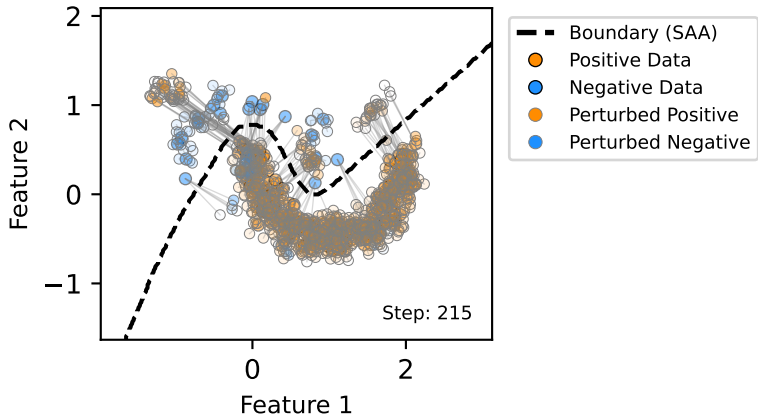 2
1
0
−1
0
2
Feature 2
Feature 1
Step: 215
Boundary (SAA)
Positive Data
Negative Data
Perturbed Positive
Perturbed Negative